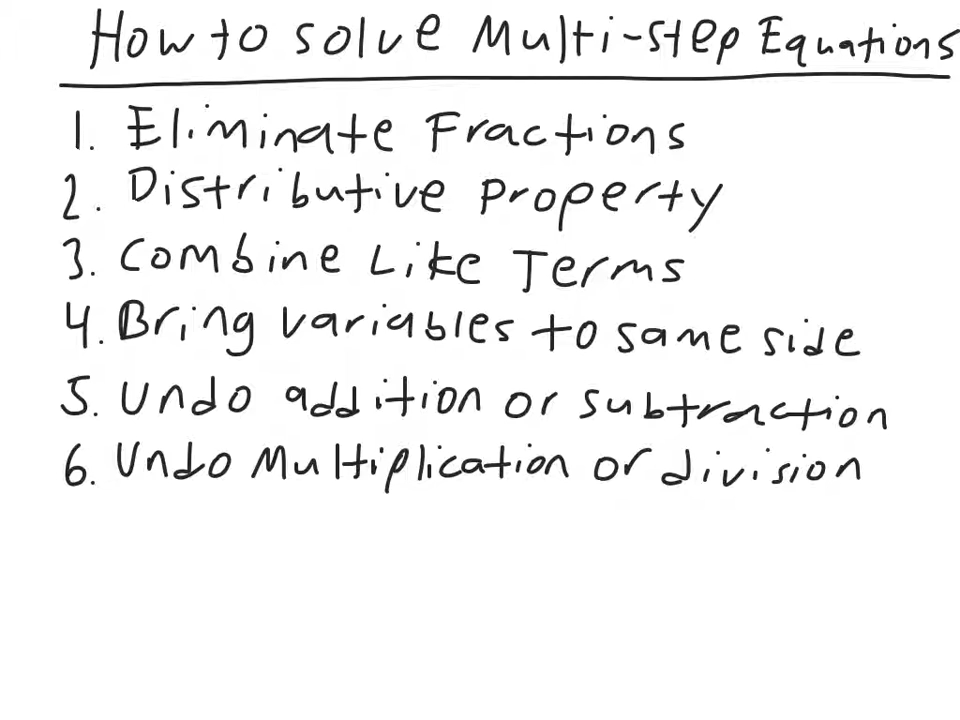 How to solve Multi-step Equations
1. Eliminate Fractions
2. Distributive Property
3. Combine Like Terms
4. Bring variables to same side
5. Undo addition or subtraction
6. Undo Multiplication or division